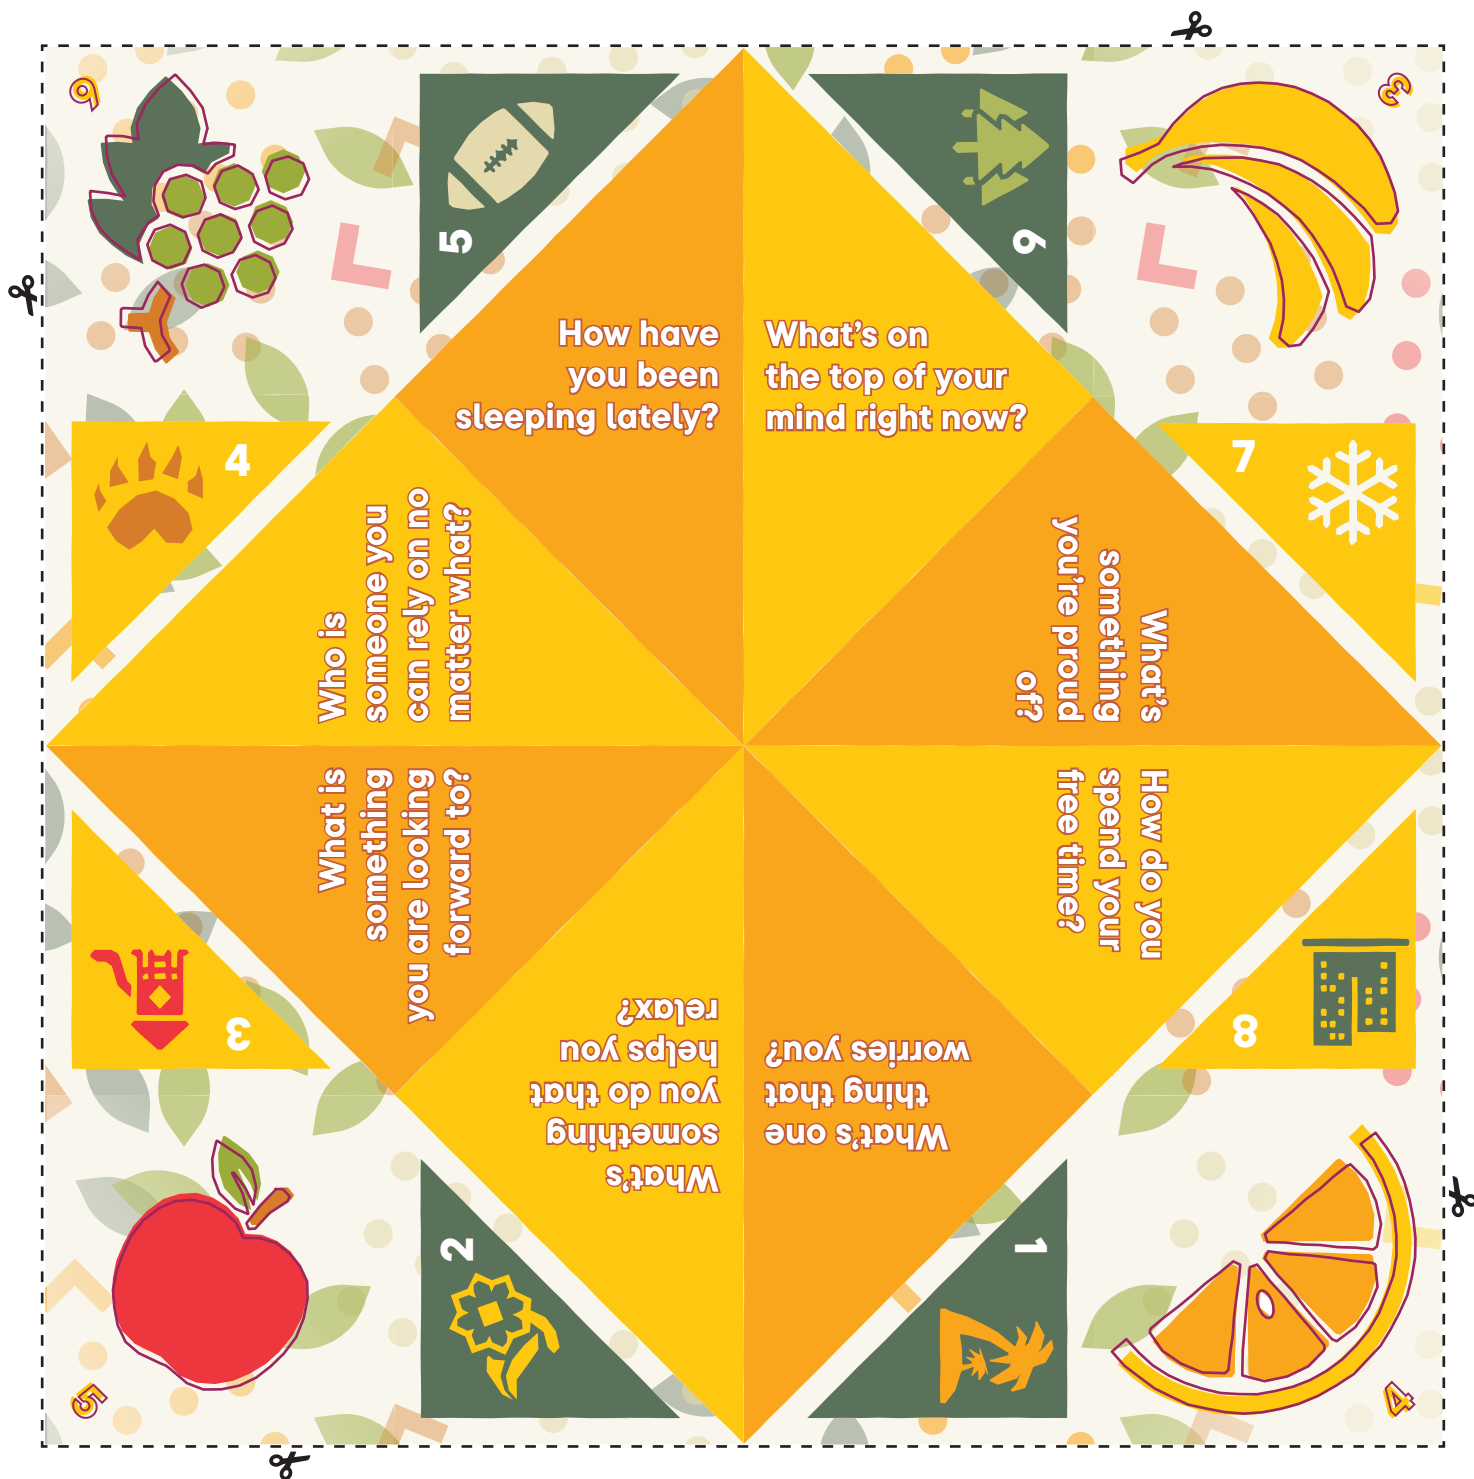 6
3
5
6
How have
you been
sleeping lately?
What's on
the top of your
mind right now?
4
7
Who is
someone you
can rely on no
matter what?
What's
something
you're proud
of?
What is
something
you are looking
forward to?
How do you
spend your
free time?
3
8
What's
something
you do that
helps you
relax?
What's one
thing that
worries you?
2
1
5
4